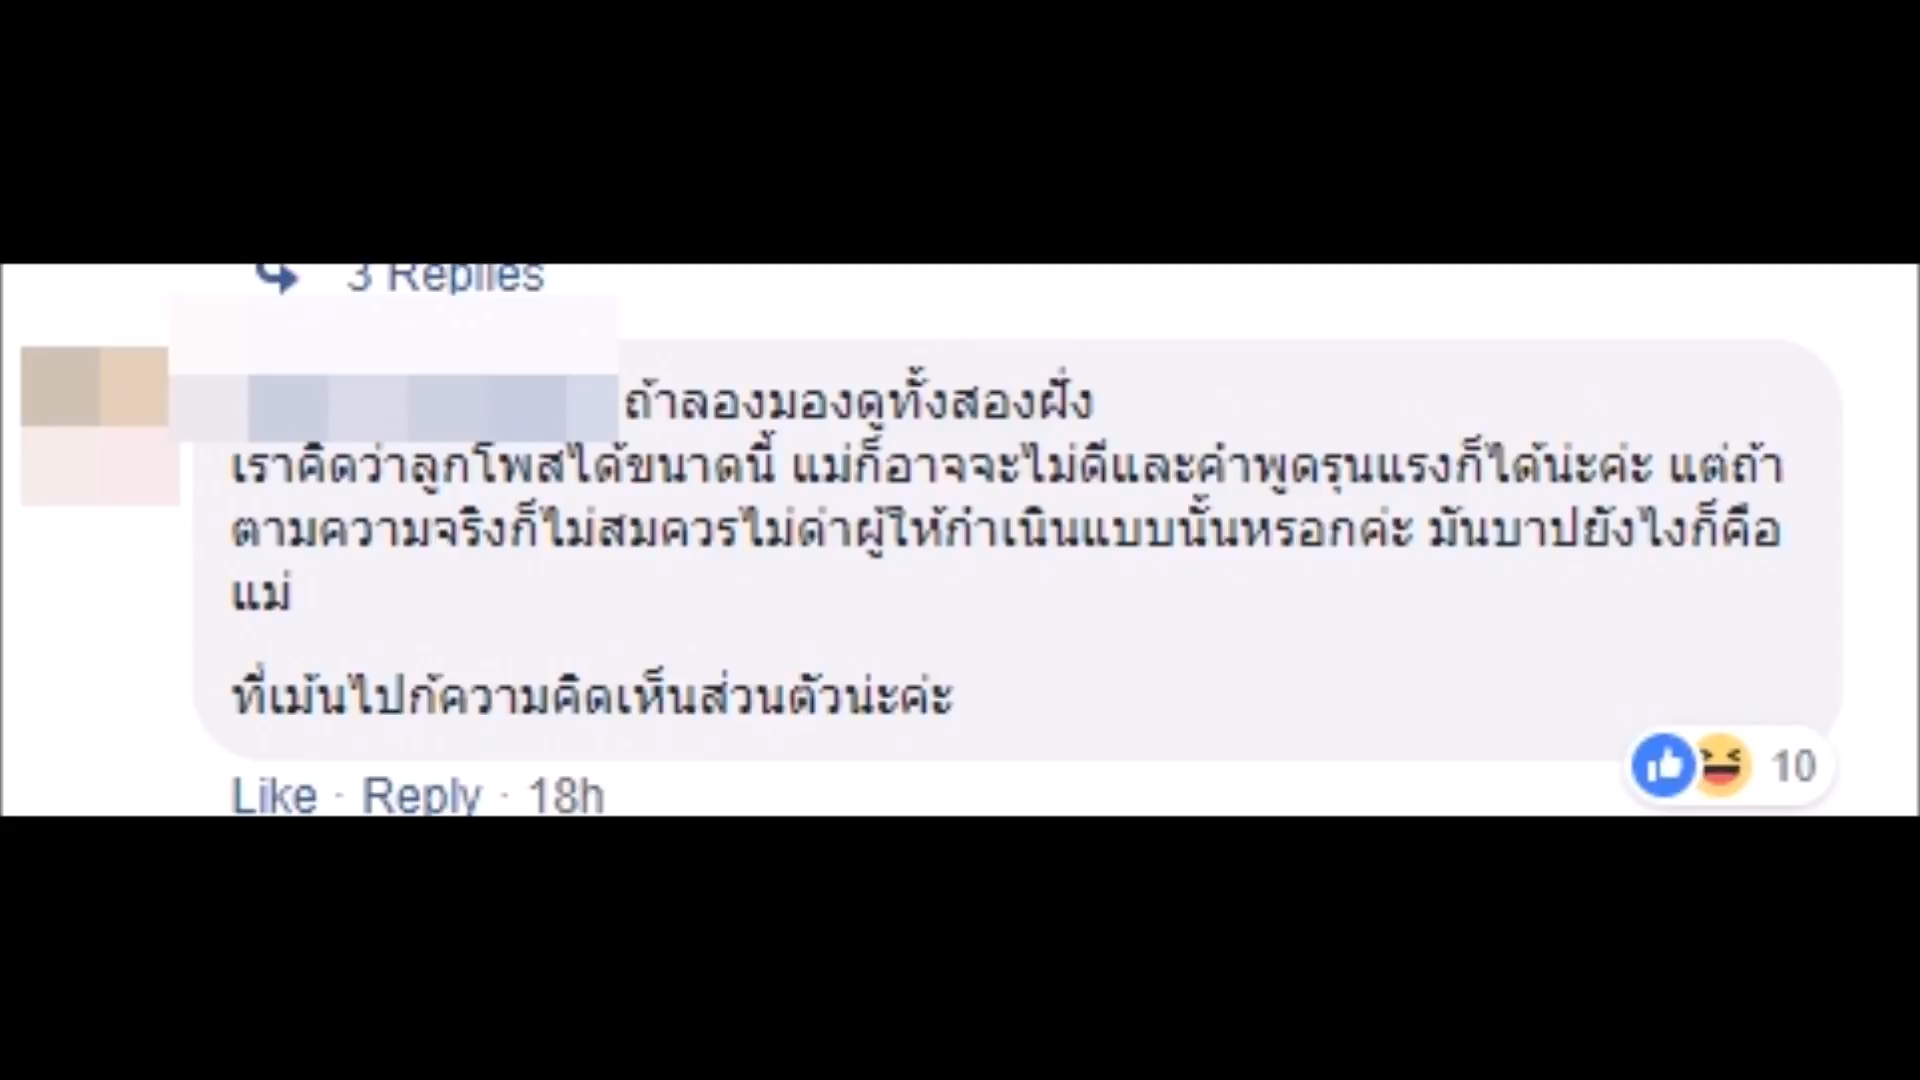 3 Replies
ถ้าลองมองดูทั้งสองฝั่ง
เราคิดว่าลูกโพสได้ขนาดนี้ แม่ก็อาจจะไม่ดีและคำพูดรุนแรงก็ได้น่ะค่ะ แต่ถ้า
ตามความจริงก็ไม่สมควรไม่ด่าผู้ให้กำเนินแบบนั้นหรอกค่ะ มันบาปยังไงก็คือ
แม่
ที่เม้นไปก้ความคิดเห็นส่วนตัวน่ะค่ะ
10
Like · Reply · 18h